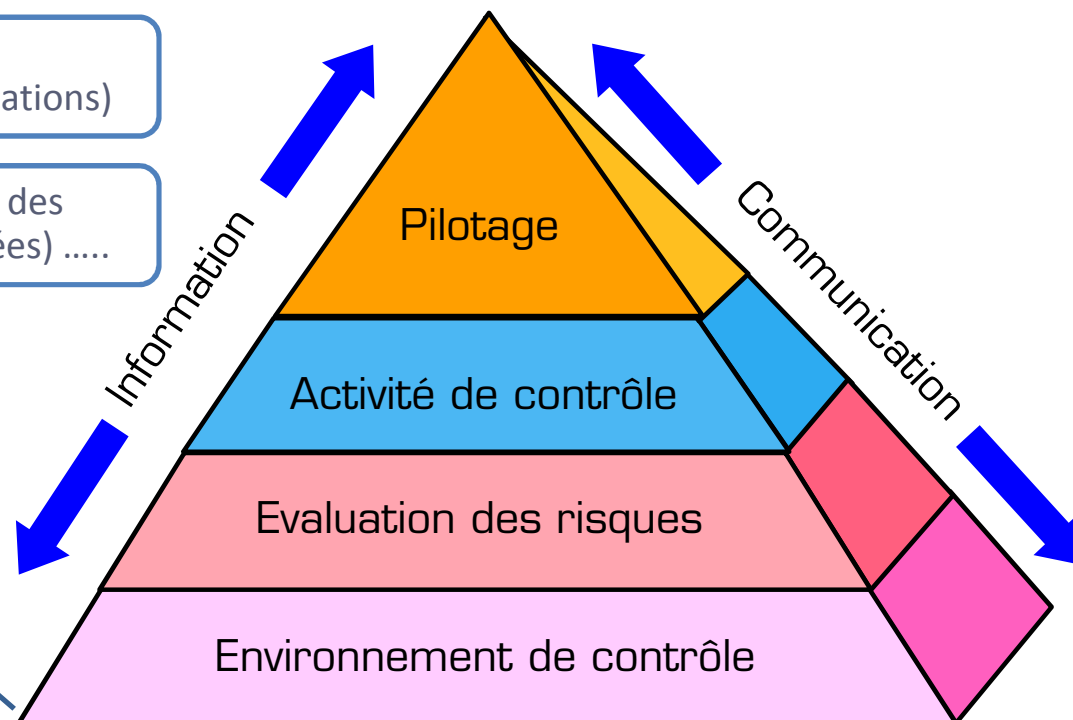 ations)
des
ées) .....
Information
Communication
Pilotage
Activité de contrôle
Evaluation des risques
Environnement de contrôle